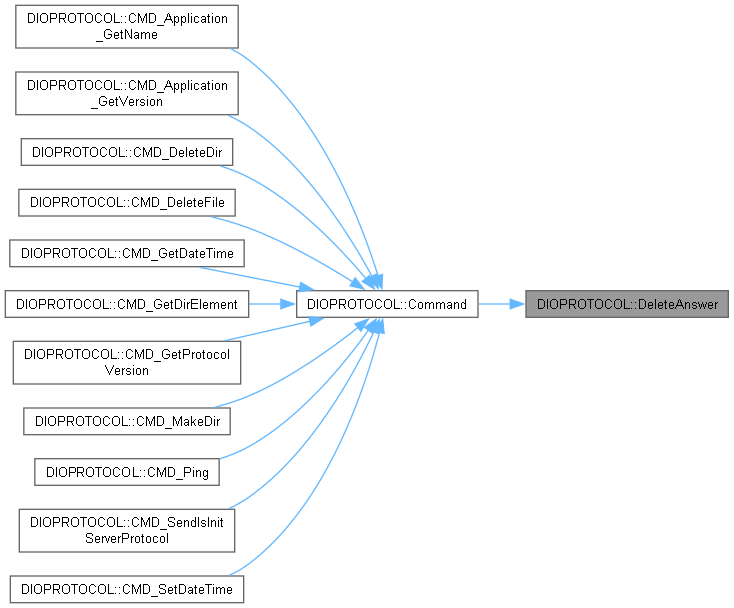 DIOPROTOCOL::CMD_Application
_GetName
DIOPROTOCOL::CMD_Application
_GetVersion
DIOPROTOCOL::CMD_DeleteDir
DIOPROTOCOL::CMD_DeleteFile
DIOPROTOCOL::CMD_GetDateTime
DIOPROTOCOL::CMD_GetDirElement
DIOPROTOCOL::CMD_GetProtocol
Version
DIOPROTOCOL::CMD_MakeDir
DIOPROTOCOL::CMD_Ping
DIOPROTOCOL::CMD_SendIsInit
ServerProtocol
DIOPROTOCOL::CMD_SetDateTime
DIOPROTOCOL::Command
DIOPROTOCOL::DeleteAnswer